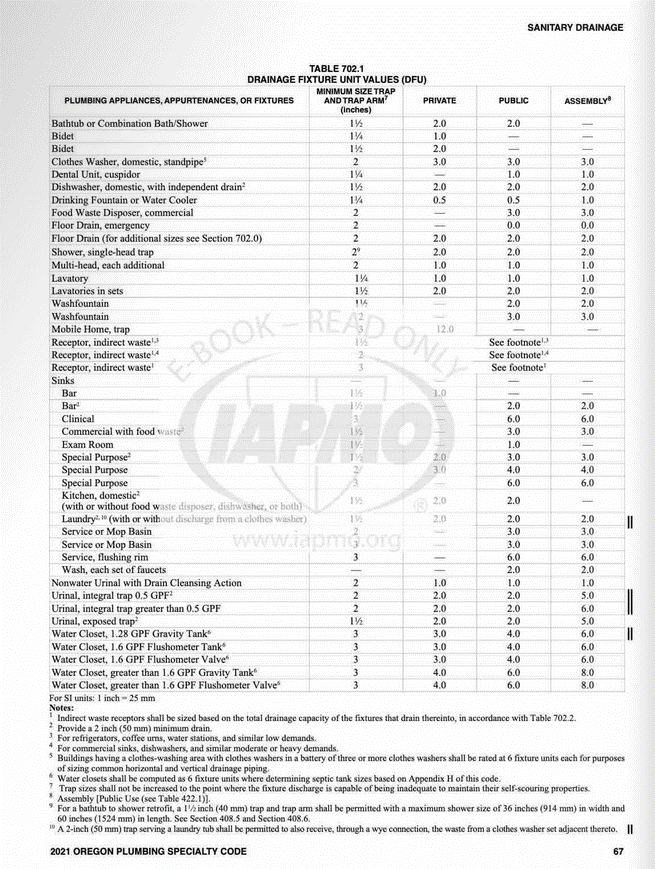 SANITARY DRAINAGE
TABLE 702.1
DRAINAGE FIXTURE UNIT VALUES (DFU)
PLUMBING APPLIANCES, APPURTENANCES, OR FIXTURES MINIMUM SIZE TRAP AND TRAP ARM⁷ (inches) PRIVATE PUBLIC ASSEMBLY⁸
Bathtub or Combination Bath/Shower 1½ 2.0 2.0 —
Bidet 1¼ 1.0 — —
Bidet 1½ 2.0 — —
Clothes Washer, domestic, standpipe⁵ 2 3.0 3.0 3.0
Dental Unit, cuspidor 1¼ — 1.0 1.0
Dishwasher, domestic, with independent drain² 1½ 2.0 2.0 2.0
Drinking Fountain or Water Cooler 1¼ 0.5 0.5 1.0
Food Waste Disposer, commercial 2 — 3.0 3.0
Floor Drain, emergency 2 — 0.0 0.0
Floor Drain (for additional sizes see Section 702.0) 2 2.0 2.0 2.0
Shower, single-head trap 2⁹ 2.0 2.0 2.0
Multi-head, each additional 2 1.0 1.0 1.0
Lavatory 1¼ 1.0 1.0 1.0
Lavatories in sets 1½ 2.0 2.0 2.0
Washfountain 1½ — 2.0 2.0
Washfountain 2 — 3.0 3.0
Mobile Home, trap 3 12.0 — —
Receptor, indirect waste¹,³ 1½ See footnote¹,³
Receptor, indirect waste¹,⁴ 2 See footnote¹,⁴
Receptor, indirect waste¹ 3 See footnote¹
Sinks — — — —
Bar 1½ 1.0 — —
Bar² 1½ — 2.0 2.0
Clinical 3 — 6.0 6.0
Commercial with food waste² 1½ — 3.0 3.0
Exam Room 1½ — 1.0 —
Special Purpose² 1½ 2.0 3.0 3.0
Special Purpose 2 3.0 4.0 4.0
Special Purpose 3 — 6.0 6.0
Kitchen, domestic²
(with or without food waste disposer, dishwasher, or both) 1½ 2.0 2.0 —
Laundry²,¹⁰ (with or without discharge from a clothes washer) 1½ 2.0 2.0 2.0
Service or Mop Basin 2 — 3.0 3.0
Service or Mop Basin 3 — 3.0 3.0
Service, flushing rim 3 — 6.0 6.0
Wash, each set of faucets — — 2.0 2.0
Nonwater Urinal with Drain Cleansing Action 2 1.0 1.0 1.0
Urinal, integral trap 0.5 GPF² 2 2.0 2.0 5.0
Urinal, integral trap greater than 0.5 GPF 2 2.0 2.0 6.0
Urinal, exposed trap² 1½ 2.0 2.0 5.0
Water Closet, 1.28 GPF Gravity Tank⁶ 3 3.0 4.0 6.0
Water Closet, 1.6 GPF Flushometer Tank⁶ 3 3.0 4.0 6.0
Water Closet, 1.6 GPF Flushometer Valve⁶ 3 3.0 4.0 6.0
Water Closet, greater than 1.6 GPF Gravity Tank⁶ 3 4.0 6.0 8.0
Water Closet, greater than 1.6 GPF Flushometer Valve⁶ 3 4.0 6.0 8.0
E-BOOK – READ ONLY
IAPMO
®
www.iapmo.org
For SI units: 1 inch = 25 mm
Notes:
¹ Indirect waste receptors shall be sized based on the total drainage capacity of the fixtures that drain thereinto, in accordance with Table 702.2.
² Provide a 2 inch (50 mm) minimum drain.
³ For refrigerators, coffee urns, water stations, and similar low demands.
⁴ For commercial sinks, dishwashers, and similar moderate or heavy demands.
⁵ Buildings having a clothes-washing area with clothes washers in a battery of three or more clothes washers shall be rated at 6 fixture units each for purposes
of sizing common horizontal and vertical drainage piping.
⁶ Water closets shall be computed as 6 fixture units where determining septic tank sizes based on Appendix H of this code.
⁷ Trap sizes shall not be increased to the point where the fixture discharge is capable of being inadequate to maintain their self-scouring properties.
⁸ Assembly [Public Use (see Table 422.1)].
⁹ For a bathtub to shower retrofit, a 1½ inch (40 mm) trap and trap arm shall be permitted with a maximum shower size of 36 inches (914 mm) in width and
60 inches (1524 mm) in length. See Section 408.5 and Section 408.6.
¹⁰ A 2-inch (50 mm) trap serving a laundry tub shall be permitted to also receive, through a wye connection, the waste from a clothes washer set adjacent thereto.
2021 OREGON PLUMBING SPECIALTY CODE 67